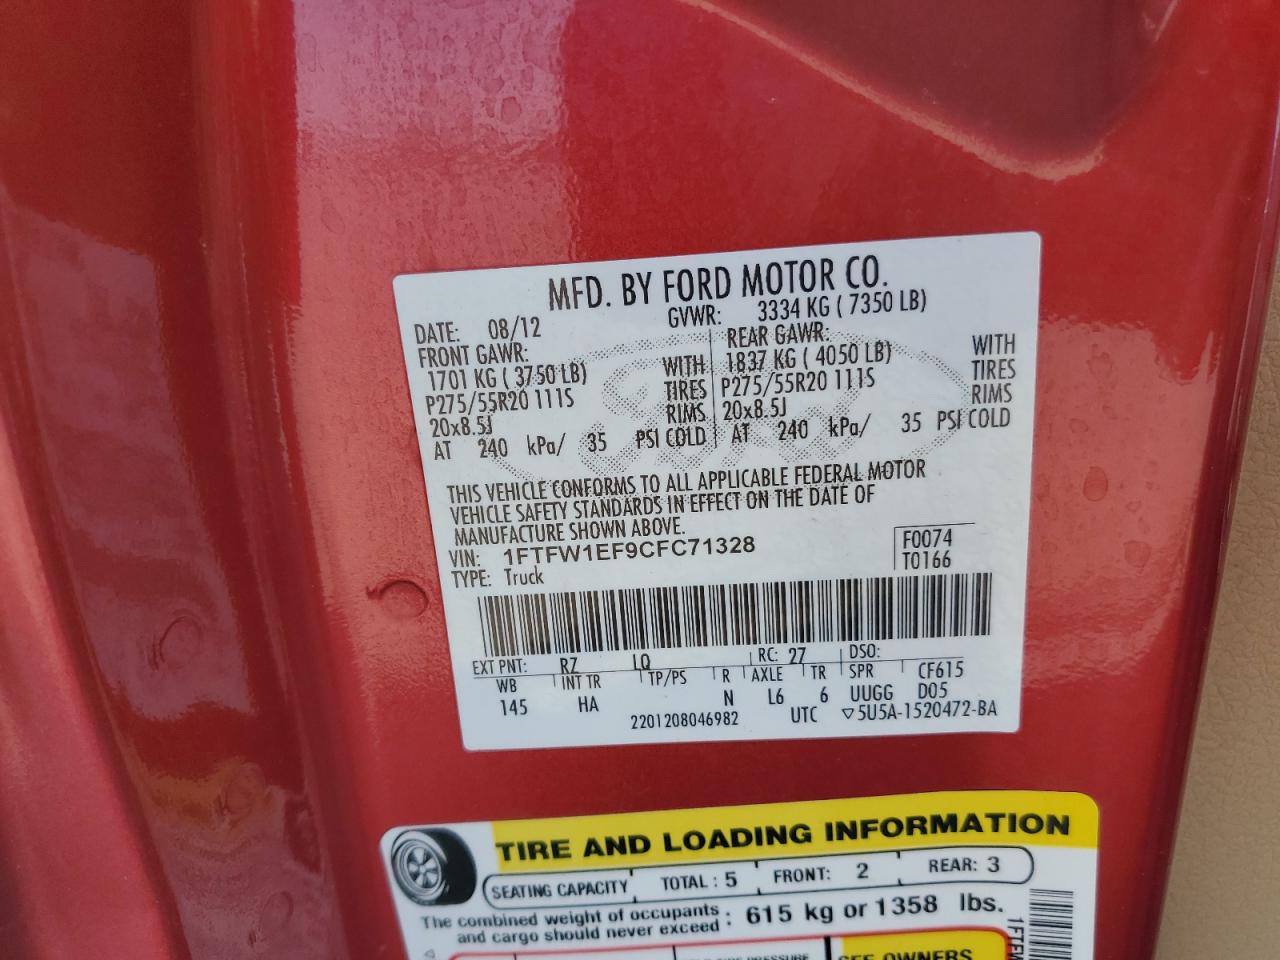 MFD. BY FORD MOTOR CO.
DATE: 08/12 GVWR: 3334 KG ( 7350 LB)
FRONT GAWR: REAR GAWR:
1701 KG ( 3750 LB) WITH 1837 KG ( 4050 LB) WITH
P275/55R20 111S TIRES P275/55R20 111S TIRES
20x8.5J RIMS 20x8.5J RIMS
AT 240 kPa/ 35 PSI COLD AT 240 kPa/ 35 PSI COLD
THIS VEHICLE CONFORMS TO ALL APPLICABLE FEDERAL MOTOR
VEHICLE SAFETY STANDARDS IN EFFECT ON THE DATE OF
MANUFACTURE SHOWN ABOVE.
VIN: 1FTFW1EF9CFC71328 F0074
TYPE: Truck T0166
EXT PNT: RZ LQ RC: 27 DSO:
WB INT TR TP/PS R AXLE TR SPR CF615
145 HA N L6 6 UUGG D05
2201208046982 UTC ▽5U5A-1520472-BA
TIRE AND LOADING INFORMATION
SEATING CAPACITY TOTAL : 5 FRONT: 2 REAR: 3
The combined weight of occupants
and cargo should never exceed : 615 kg or 1358 lbs.
SEE OWNERS